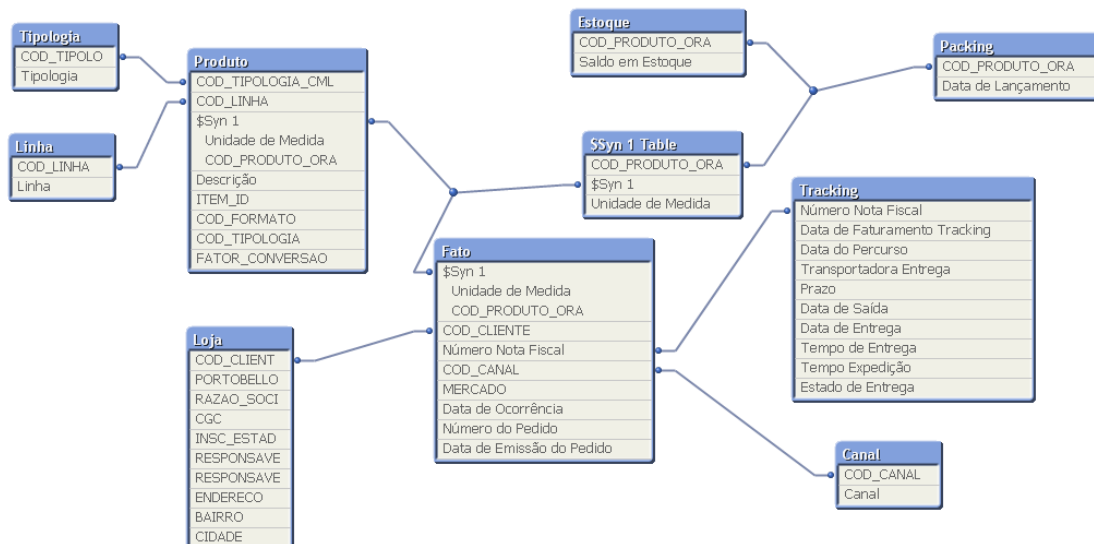 Tipologia
COD_TIPOLO
Tipologia
Linha
COD_LINHA
Linha
Produto
COD_TIPOLOGIA_CML
COD_LINHA
$Syn 1
Unidade de Medida
COD_PRODUTO_ORA
Descrição
ITEM_ID
COD_FORMATO
COD_TIPOLOGIA
FATOR_CONVERSAO
Estoque
COD_PRODUTO_ORA
Saldo em Estoque
Packing
COD_PRODUTO_ORA
Data de Lançamento
$Syn 1 Table
COD_PRODUTO_ORA
$Syn 1
Unidade de Medida
Tracking
Número Nota Fiscal
Data de Faturamento Tracking
Data do Percurso
Transportadora Entrega
Prazo
Data de Saída
Data de Entrega
Tempo de Entrega
Tempo Expedição
Estado de Entrega
Fato
$Syn 1
Unidade de Medida
COD_PRODUTO_ORA
COD_CLIENTE
Número Nota Fiscal
COD_CANAL
MERCADO
Data de Ocorrência
Número do Pedido
Data de Emissão do Pedido
Loja
COD_CLIENT
PORTOBELLO
RAZAO_SOCI
CGC
INSC_ESTAD
RESPONSAVE
RESPONSAVE
ENDERECO
BAIRRO
CIDADE
Canal
COD_CANAL
Canal